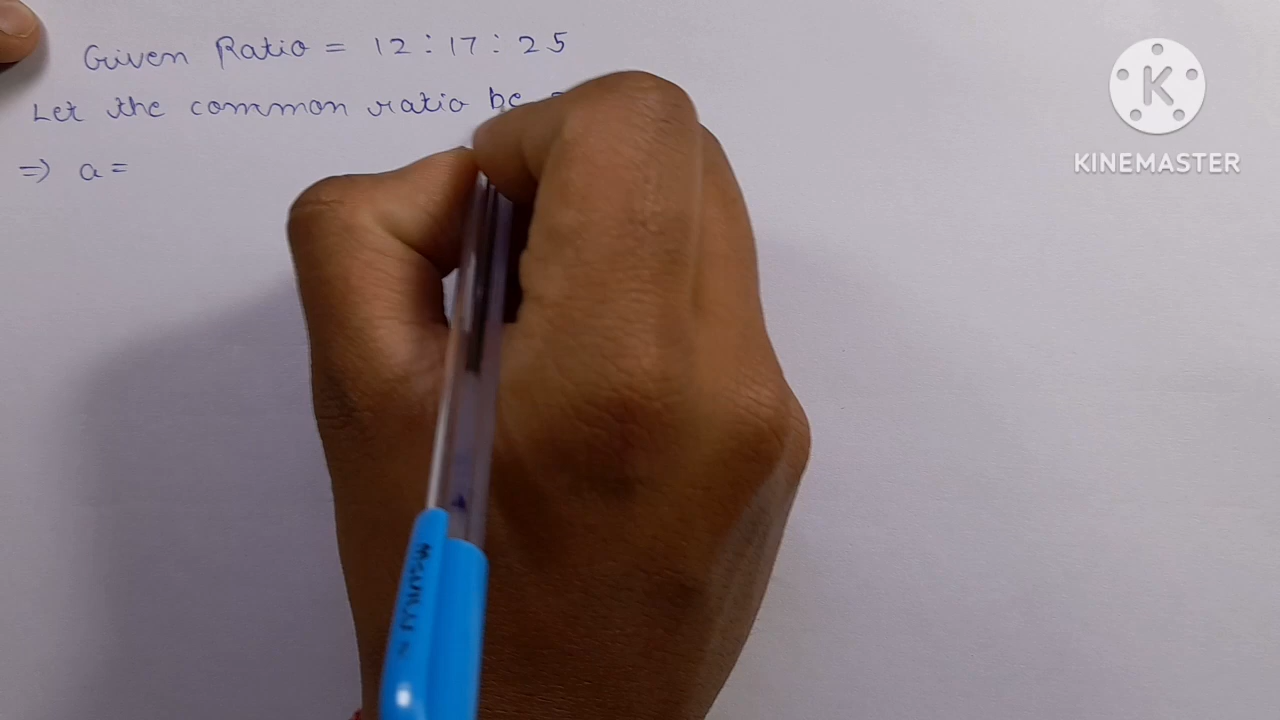 Given Ratio = 12 : 17 : 25
Let the common ratio be
⇒ a =
KINEMASTER